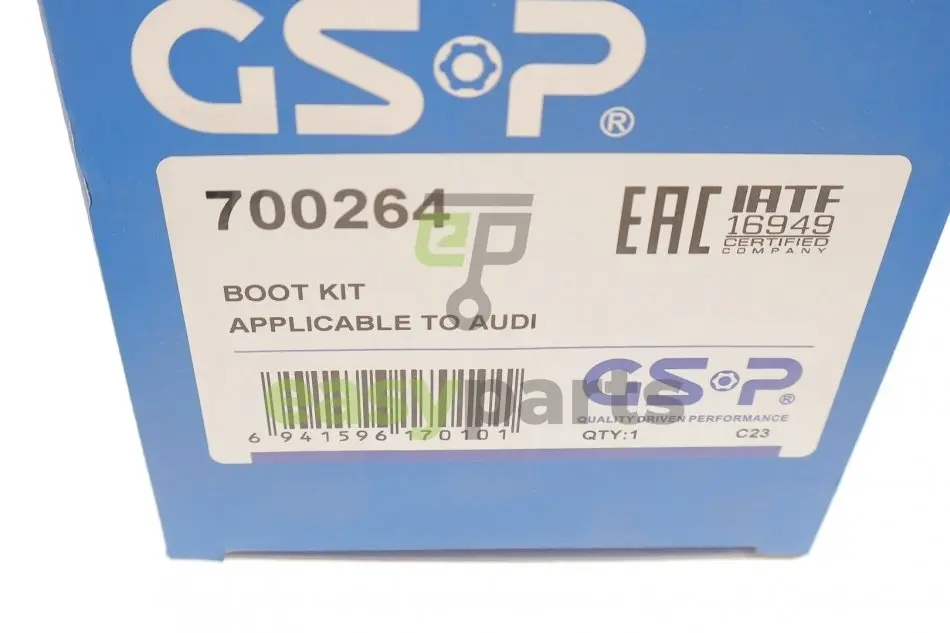 GSP®
700264
EAC
IATF
16949
CERTIFIED
COMPANY
ep
BOOT KIT
APPLICABLE TO AUDI
easyparts
6 941596 170101
GSP®
QUALITY DRIVEN PERFORMANCE
QTY:1 C23